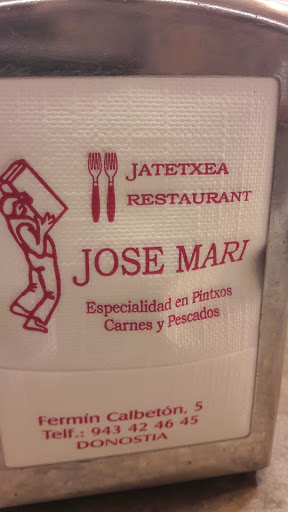 JATETXEA
RESTAURANT
JOSE MARI
Especialidad en Pintxos
Carnes y Pescados
Fermín Calbetón, 5
Telf.: 943 42 46 45
DONOSTIA